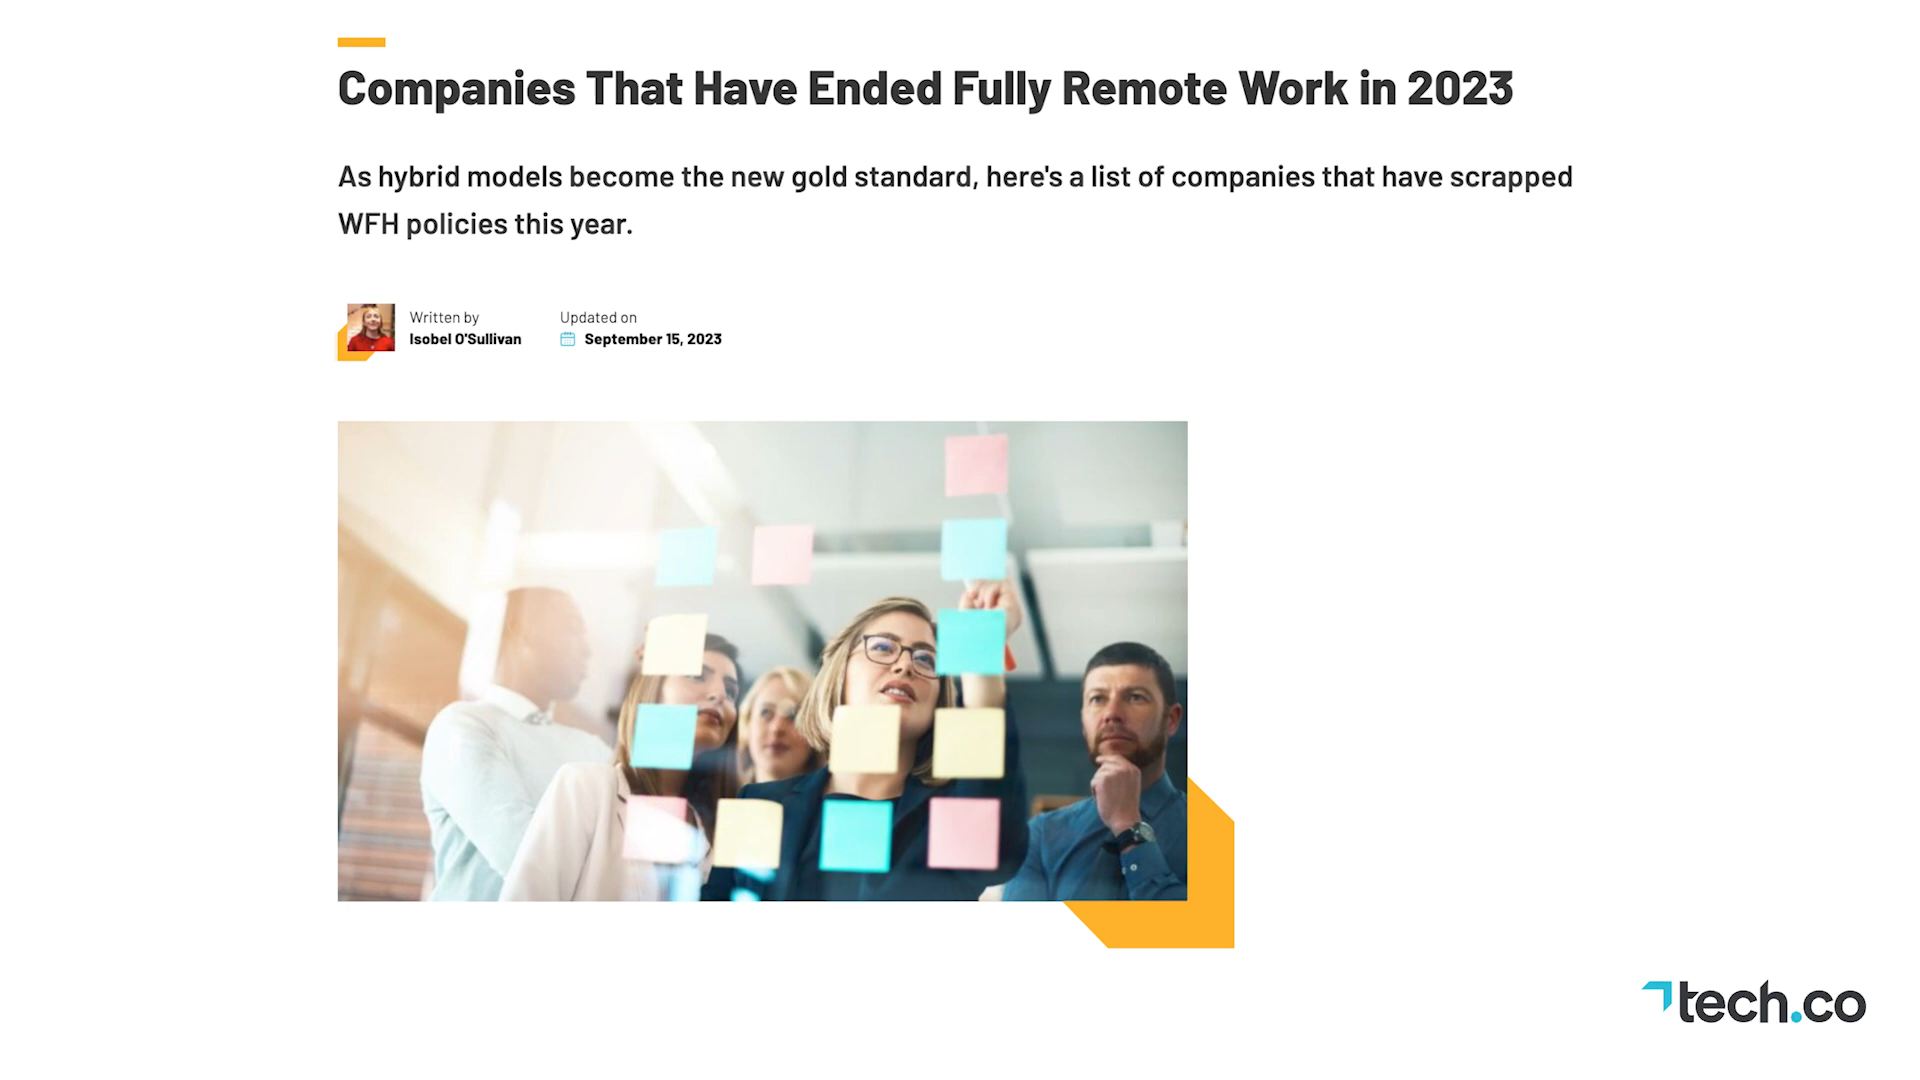 Companies That Have Ended Fully Remote Work in 2023
As hybrid models become the new gold standard, here's a list of companies that have scrapped
WFH policies this year.
Written by
Isobel O'Sullivan
Updated on
September 15, 2023
tech.co